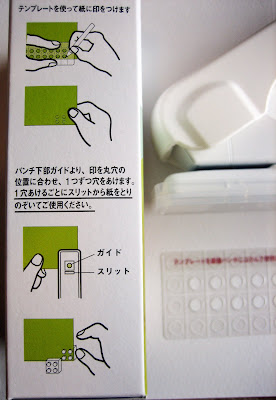 テンプレートを使って紙に印をつけます
パンチ下部ガイドより、印を丸穴の
位置に合わせ、1つずつ穴をあけます。
1穴あけるごとにスリットから紙をとり
のぞいてご使用ください。
ガイド
スリット